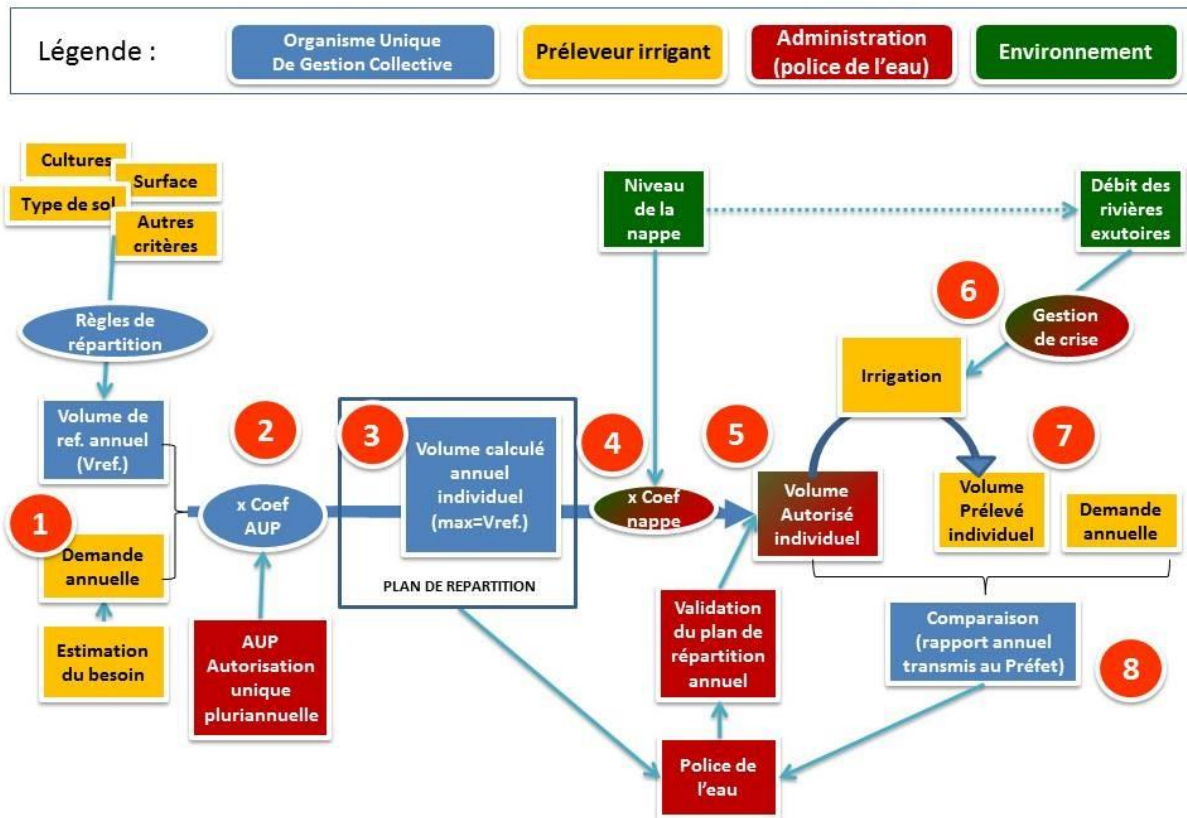 Légende :
Organisme Unique
De Gestion Collective
Préleveur irrigant
Administration
(police de l'eau)
Environnement
Cultures
Surface
Type de sol
Autres
critères
Niveau
de la
nappe
Débit des
rivières
exutoires
Règles de
répartition
6
Gestion
de crise
Irrigation
Volume de
ref. annuel
(Vref.)
2
3
Volume calculé
annuel
individuel
(max=Vref.)
4
5
7
1
x Coef
AUP
x Coef
nappe
Volume
Autorisé
individuel
Volume
Prélevé
individuel
Demande
annuelle
Demande
annuelle
PLAN DE REPARTITION
Estimation
du besoin
AUP
Autorisation
unique
pluriannuelle
Validation
du plan de
répartition
annuel
Comparaison
(rapport annuel
transmis au Préfet)
8
Police de
l'eau